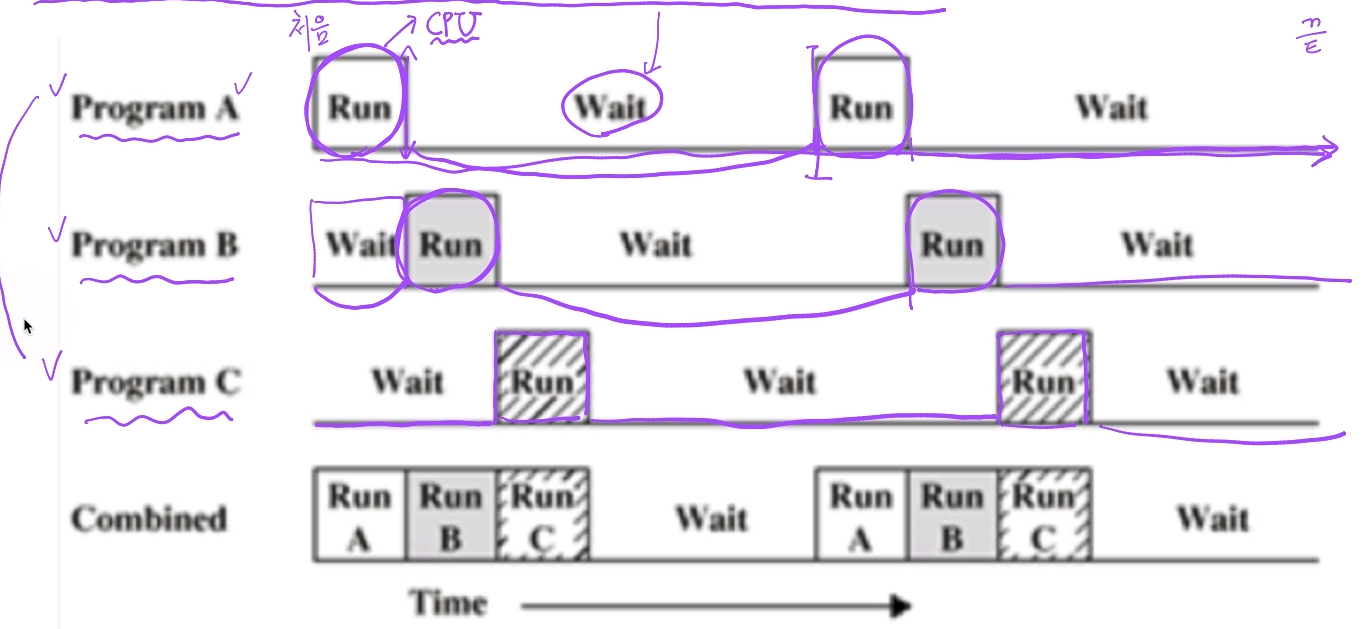 처음 CPU
Program A Run Wait Run Wait
Program B Wait Run Wait Run Wait
Program C Wait Run Wait Run Wait
Combined Run A Run B Run C Wait Run A Run B Run C Wait
Time